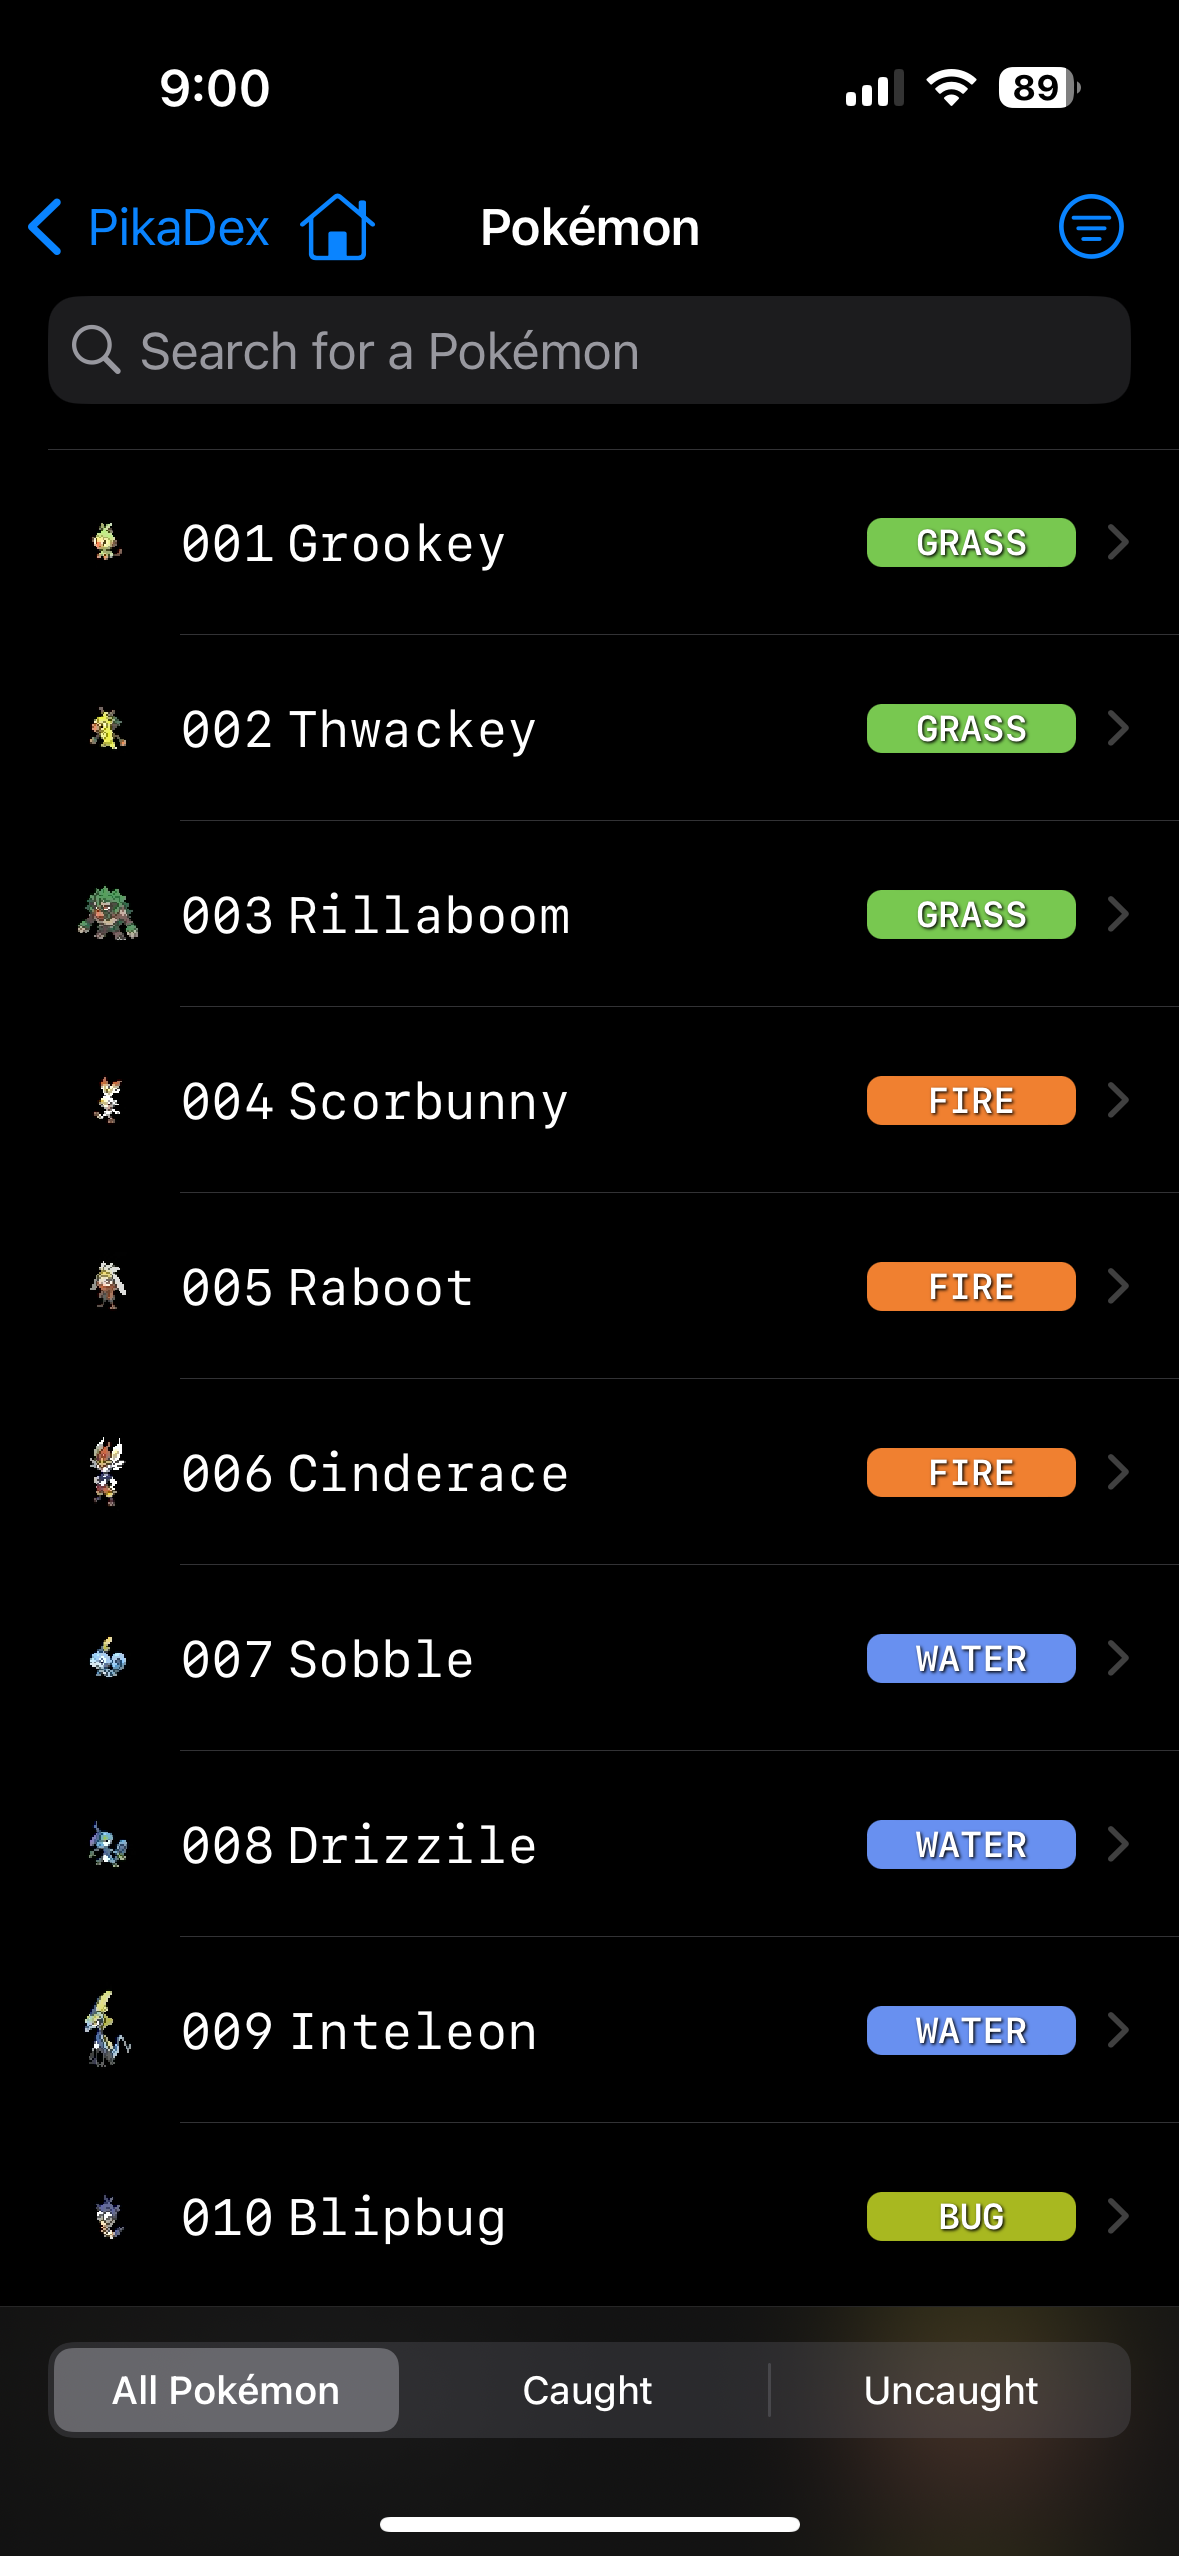 9:00 89
PikaDex Pokémon
Search for a Pokémon
001 Grookey GRASS
002 Thwackey GRASS
003 Rillaboom GRASS
004 Scorbunny FIRE
005 Raboot FIRE
006 Cinderace FIRE
007 Sobble WATER
008 Drizzile WATER
009 Inteleon WATER
010 Blipbug BUG
All Pokémon Caught Uncaught